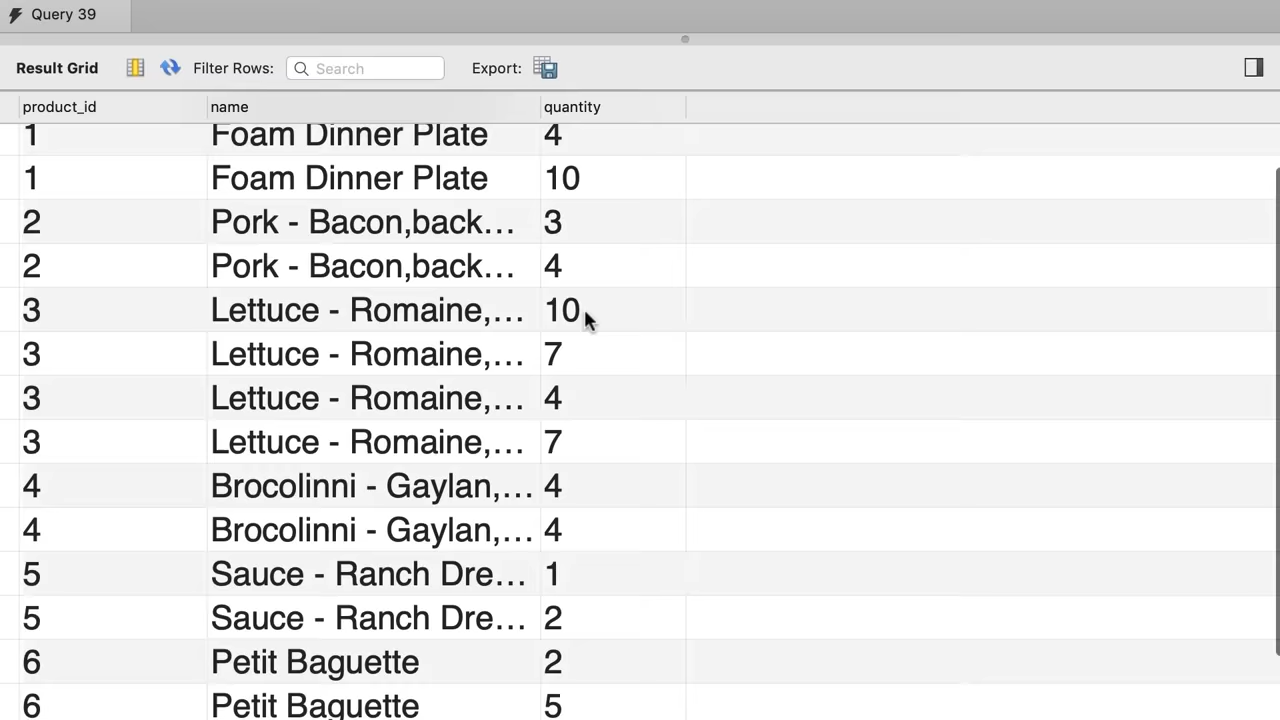 Query 39
Result Grid Filter Rows: Search Export:
product_id name quantity
1 Foam Dinner Plate 4
1 Foam Dinner Plate 10
2 Pork - Bacon,back... 3
2 Pork - Bacon,back... 4
3 Lettuce - Romaine,... 10
3 Lettuce - Romaine,... 7
3 Lettuce - Romaine,... 4
3 Lettuce - Romaine,... 7
4 Brocolinni - Gaylan,... 4
4 Brocolinni - Gaylan,... 4
5 Sauce - Ranch Dre... 1
5 Sauce - Ranch Dre... 2
6 Petit Baguette 2
6 Petit Baguette 5